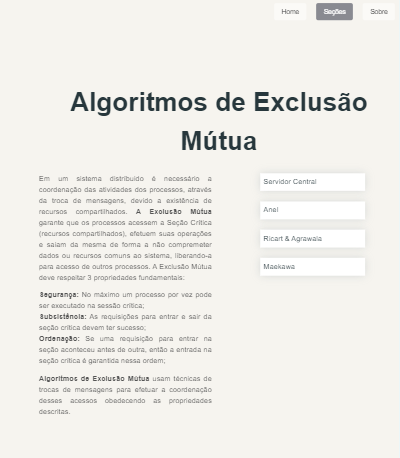 Home Seções Sobre
Algoritmos de Exclusão
Mútua
Em um sistema distribuído é necessário a
coordenação das atividades dos processos, através
da troca de mensagens, devido a existência de
recursos compartilhados. A Exclusão Mútua
garante que os processos acessem a Seção Crítica
(recursos compartilhados), efetuem suas operações
e saiam da mesma de forma a não comprometer
dados ou recursos comuns ao sistema, liberando-a
para acesso de outros processos. A Exclusão Mútua
deve respeitar 3 propriedades fundamentais:
Segurança: No máximo um processo por vez pode
ser executado na sessão crítica;
Subsistência: As requisições para entrar e sair da
seção crítica devem ter sucesso;
Ordenação: Se uma requisição para entrar na
seção aconteceu antes de outra, então a entrada na
seção crítica é garantida nessa ordem;
Algoritmos de Exclusão Mútua usam técnicas de
trocas de mensagens para efetuar a coordenação
desses acessos obedecendo as propriedades
descritas.
Servidor Central
Anel
Ricart & Agrawala
Maekawa